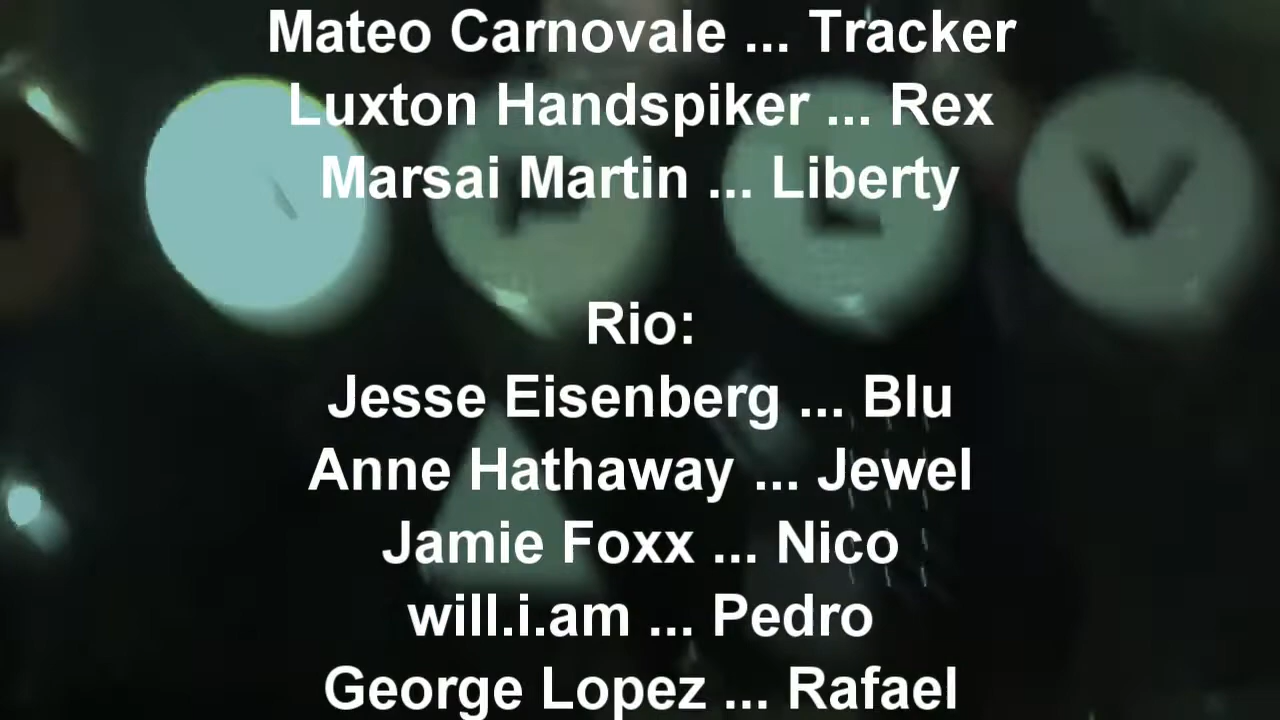 Mateo Carnovale ... Tracker
Luxton Handspiker ... Rex
Marsai Martin ... Liberty
Rio:
Jesse Eisenberg ... Blu
Anne Hathaway ... Jewel
Jamie Foxx ... Nico
will.i.am ... Pedro
George Lopez ... Rafael